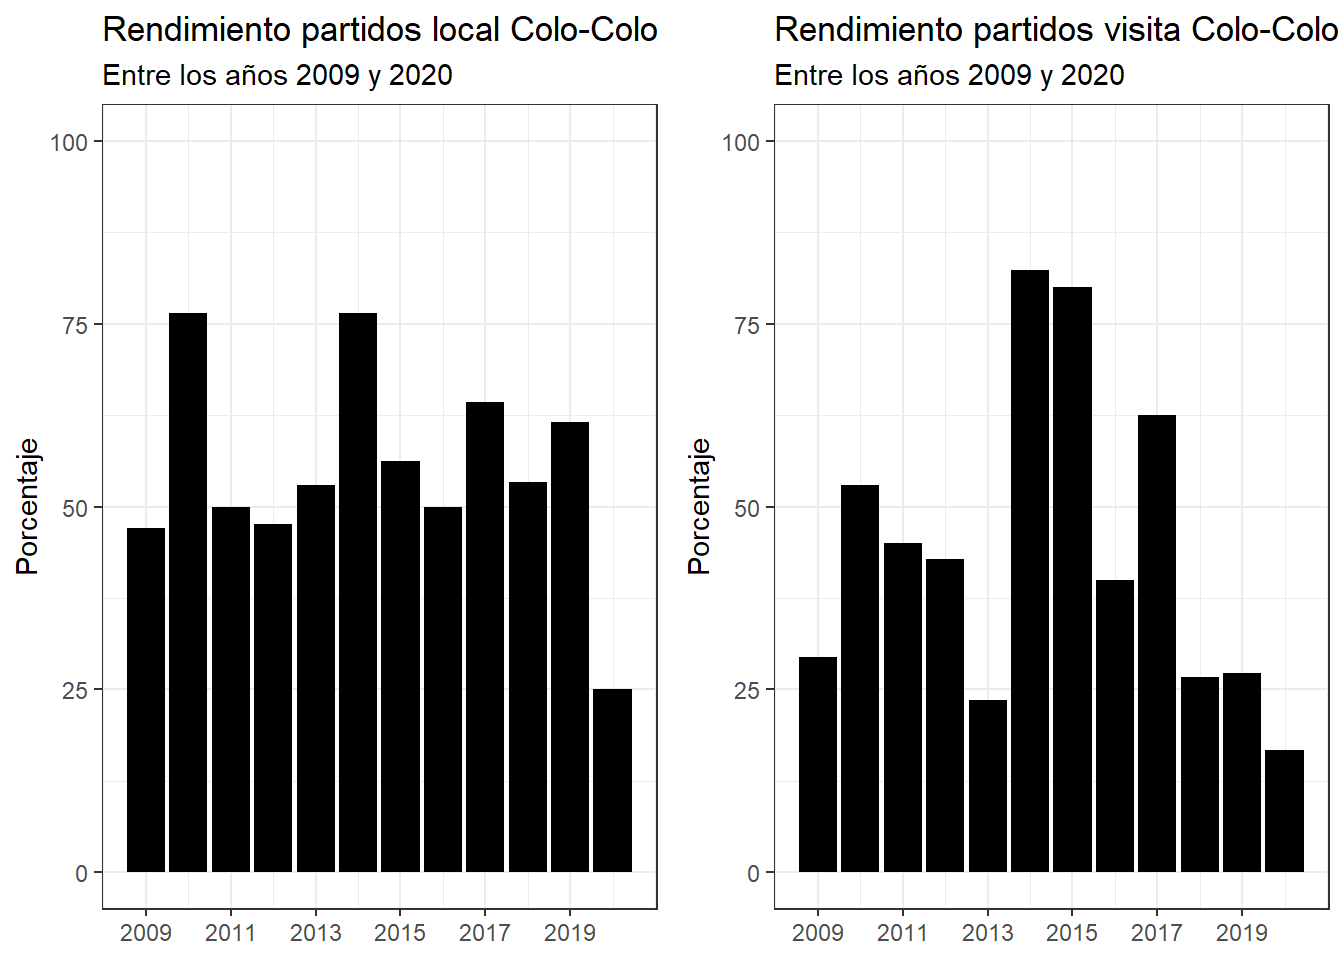 Rendimiento partidos local Colo-Colo
Entre los años 2009 y 2020
Porcentaje
100
75
50
25
0
2009 2011 2013 2015 2017 2019
Rendimiento partidos visita Colo-Colo
Entre los años 2009 y 2020
Porcentaje
100
75
50
25
0
2009 2011 2013 2015 2017 2019